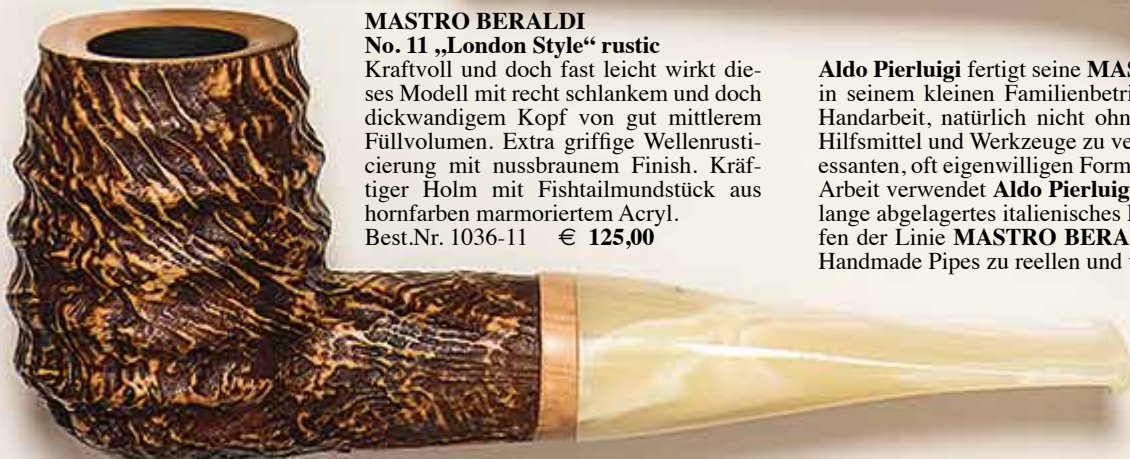 MASTRO BERALDI
No. 11 „London Style“ rustic
Kraftvoll und doch fast leicht wirkt die-
ses Modell mit recht schlankem und doch
dickwandigem Kopf von gut mittlerem
Füllvolumen. Extra griffige Wellenrusti-
cierung mit nussbraunem Finish. Kräf-
tiger Holm mit Fishtailmundstück aus
hornfarben marmoriertem Acryl.
Best.Nr. 1036-11 € 125,00
Aldo Pierluigi fertigt seine MAS
in seinem kleinen Familienbetri
Handarbeit, natürlich nicht ohn
Hilfsmittel und Werkzeuge zu ve
essanten, oft eigenwilligen Form
Arbeit verwendet Aldo Pierluig
lange abgelagertes italienisches
fen der Linie MASTRO BERA
Handmade Pipes zu reellen und